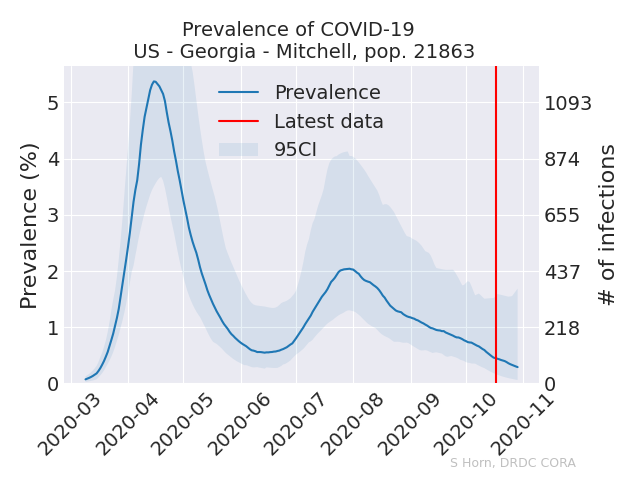 Prevalence of COVID-19
US - Georgia - Mitchell, pop. 21863
Prevalence
Latest data
95CI
Prevalence (%)
5
4
3
2
1
0
1093
874
655
437
218
0
# of infections
2020-03
2020-04
2020-05
2020-06
2020-07
2020-08
2020-09
2020-10
2020-11
S Horn, DRDC CORA